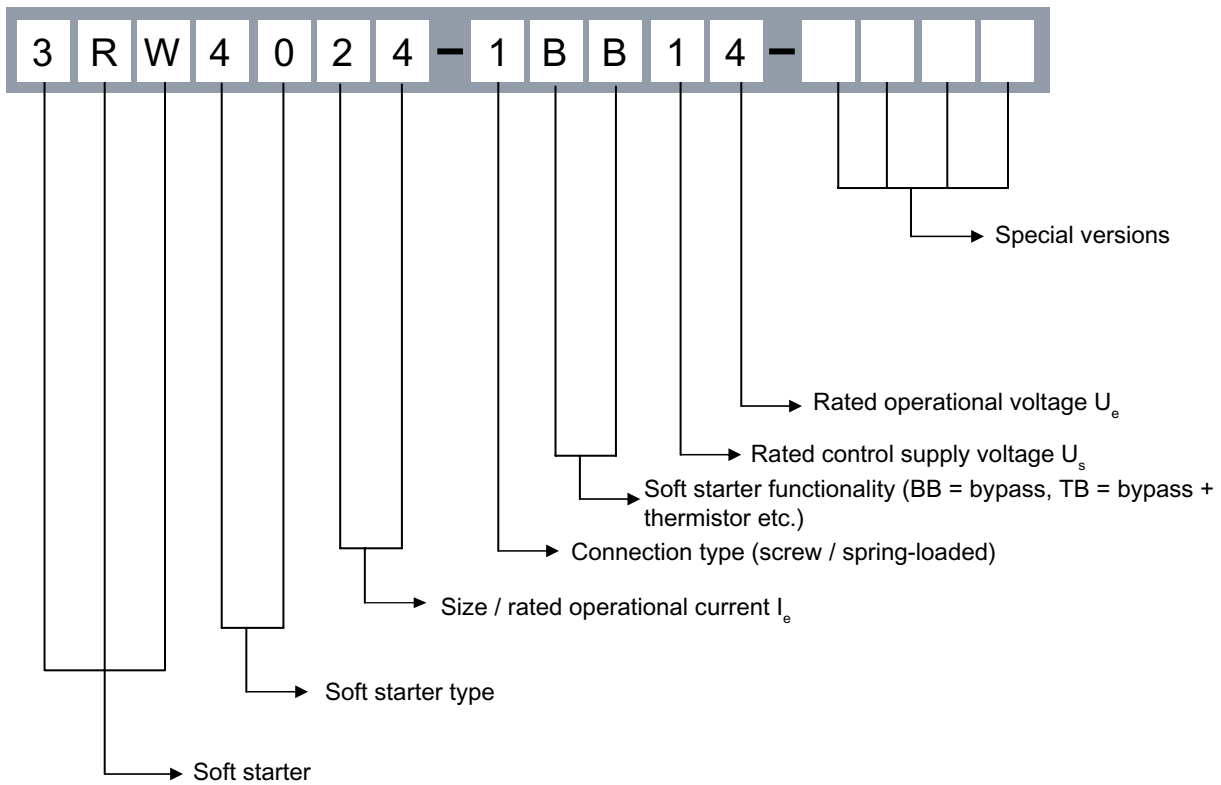 3 R W 4 0 2 4 – 1 B B 1 4 –
Special versions
Rated operational voltage Ue
Rated control supply voltage Us
Soft starter functionality (BB = bypass, TB = bypass +
thermistor etc.)
Connection type (screw / spring-loaded)
Size / rated operational current Ie
Soft starter type
Soft starter